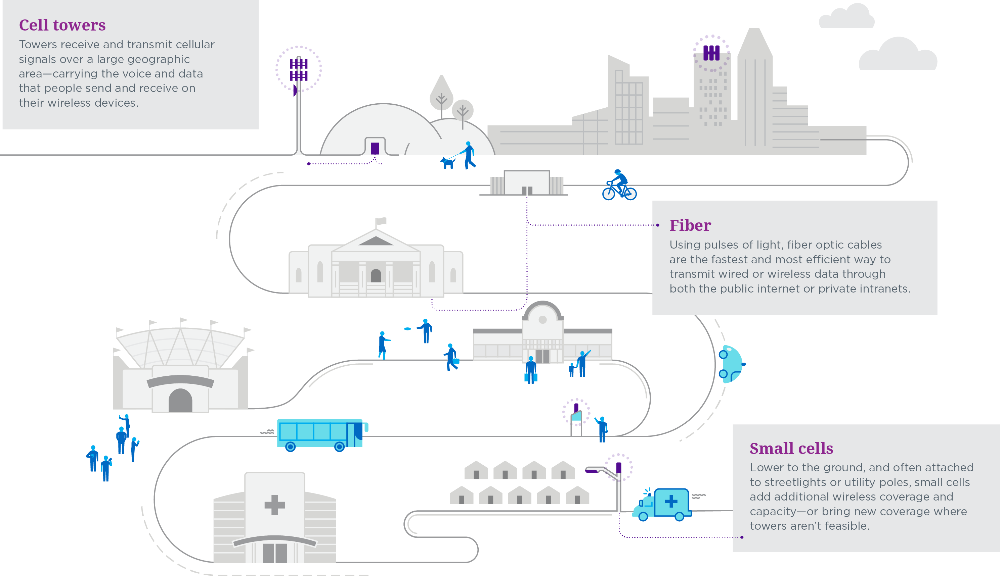 Cell towers
Towers receive and transmit cellular
signals over a large geographic
area—carrying the voice and data
that people send and receive on
their wireless devices.
Fiber
Using pulses of light, fiber optic cables
are the fastest and most efficient way to
transmit wired or wireless data through
both the public internet or private intranets.
Small cells
Lower to the ground, and often attached
to streetlights or utility poles, small cells
add additional wireless coverage and
capacity—or bring new coverage where
towers aren’t feasible.